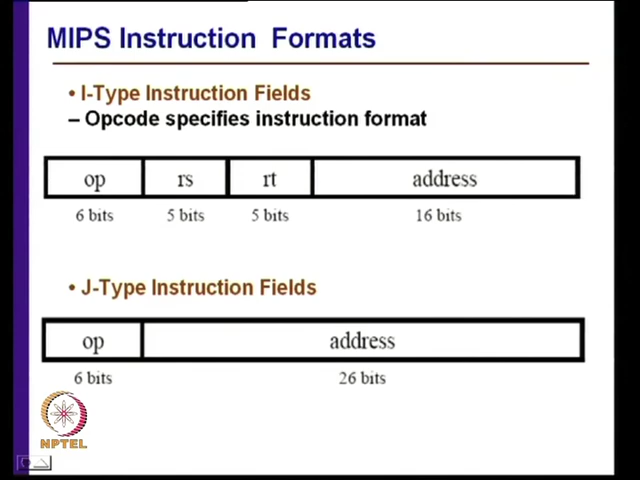 MIPS Instruction Formats
• I-Type Instruction Fields
– Opcode specifies instruction format
op rs rt address
6 bits 5 bits 5 bits 16 bits
• J-Type Instruction Fields
op address
6 bits 26 bits
NPTEL